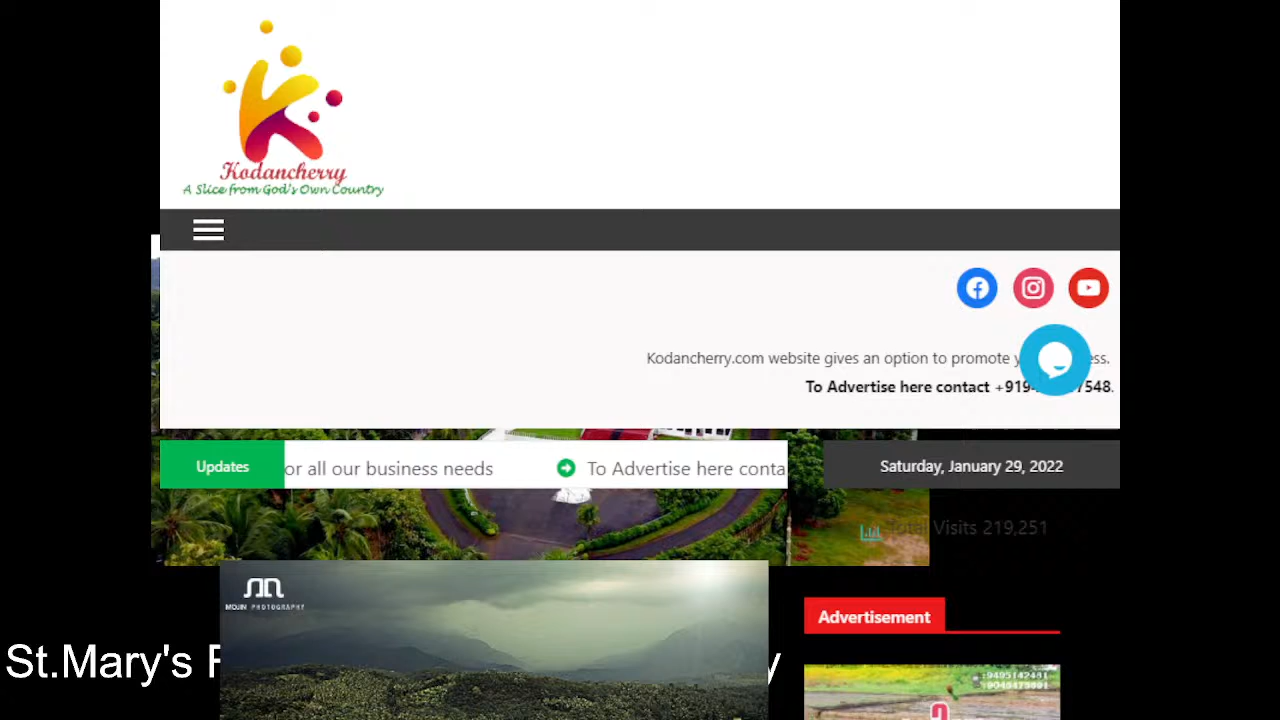 Kodancherry
A Slice from God's Own Country
Kodancherry.com website gives an option to promote
To Advertise here contact
Updates
or all our business needs
To Advertise here conta
Saturday, January 29, 2022
Total Visits 219,251
MOJIN PHOTOGRAPHY
Advertisement
St.Mary's F
y
+9495142481